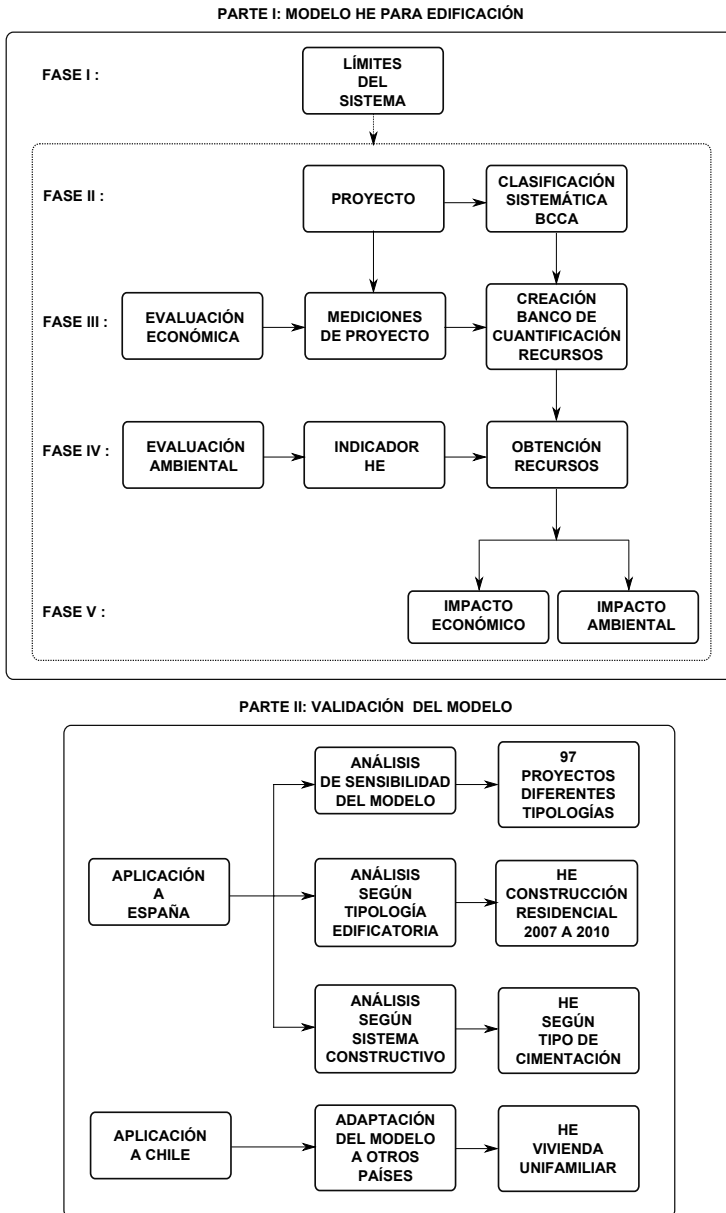 PARTE I: MODELO HE PARA EDIFICACIÓN
FASE I :
LÍMITES
DEL
SISTEMA
FASE II :
PROYECTO
CLASIFICACIÓN
SISTEMÁTICA
BCCA
FASE III :
EVALUACIÓN
ECONÓMICA
MEDICIONES
DE PROYECTO
CREACIÓN
BANCO DE
CUANTIFICACIÓN
RECURSOS
FASE IV :
EVALUACIÓN
AMBIENTAL
INDICADOR
HE
OBTENCIÓN
RECURSOS
FASE V :
IMPACTO
ECONÓMICO
IMPACTO
AMBIENTAL
PARTE II: VALIDACIÓN DEL MODELO
APLICACIÓN
A
ESPAÑA
ANÁLISIS
DE SENSIBILIDAD
DEL MODELO
97
PROYECTOS
DIFERENTES
TIPOLOGÍAS
ANÁLISIS
SEGÚN
TIPOLOGÍA
EDIFICATORIA
HE
CONSTRUCCIÓN
RESIDENCIAL
2007 A 2010
ANÁLISIS
SEGÚN
SISTEMA
CONSTRUCTIVO
HE
SEGÚN
TIPO DE
CIMENTACIÓN
APLICACIÓN
A CHILE
ADAPTACIÓN
DEL MODELO
A OTROS
PAÍSES
HE
VIVIENDA
UNIFAMILIAR